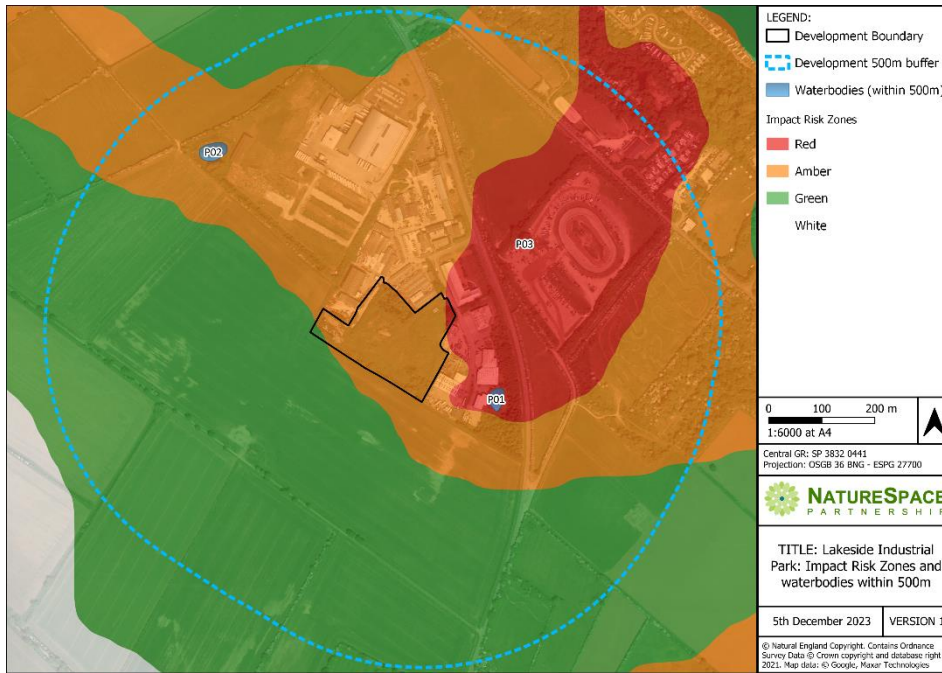 P02
P03
P01
LEGEND:
Development Boundary
Development 500m buffer
Waterbodies (within 500m)
Impact Risk Zones
Red
Amber
Green
White
0 100 200 m
1:6000 at A4
Central GR: SP 3832 0441
Projection: OSGB 36 BNG - ESPG 27700
NATURESPACE
PARTNERSHIP
TITLE: Lakeside Industrial
Park: Impact Risk Zones and
waterbodies within 500m
5th December 2023 VERSION 1
© Natural England Copyright. Contains Ordnance
Survey Data © Crown copyright and database right
2021. Map data: © Google, Maxar Technologies